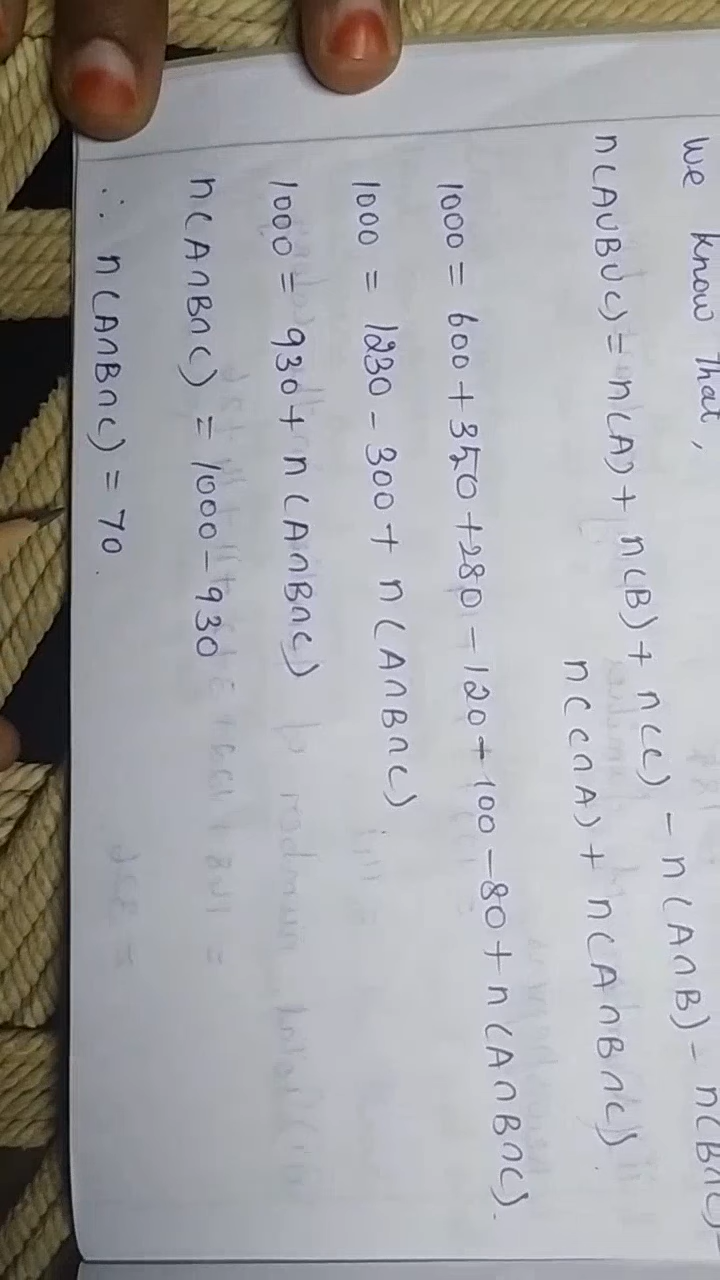 We know that,
n(A∪B∪C) = n(A) + n(B) + n(C) - n(A∩B) - n(B∩C) -
n(C∩A) + n(A∩B∩C)
1000 = 600 + 350 + 280 - 120 + 100 - 80 + n(A∩B∩C).
1000 = 1230 - 300 + n(A∩B∩C)
1000 = 930 + n(A∩B∩C)
n(A∩B∩C) = 1000 - 930
∴ n(A∩B∩C) = 70.